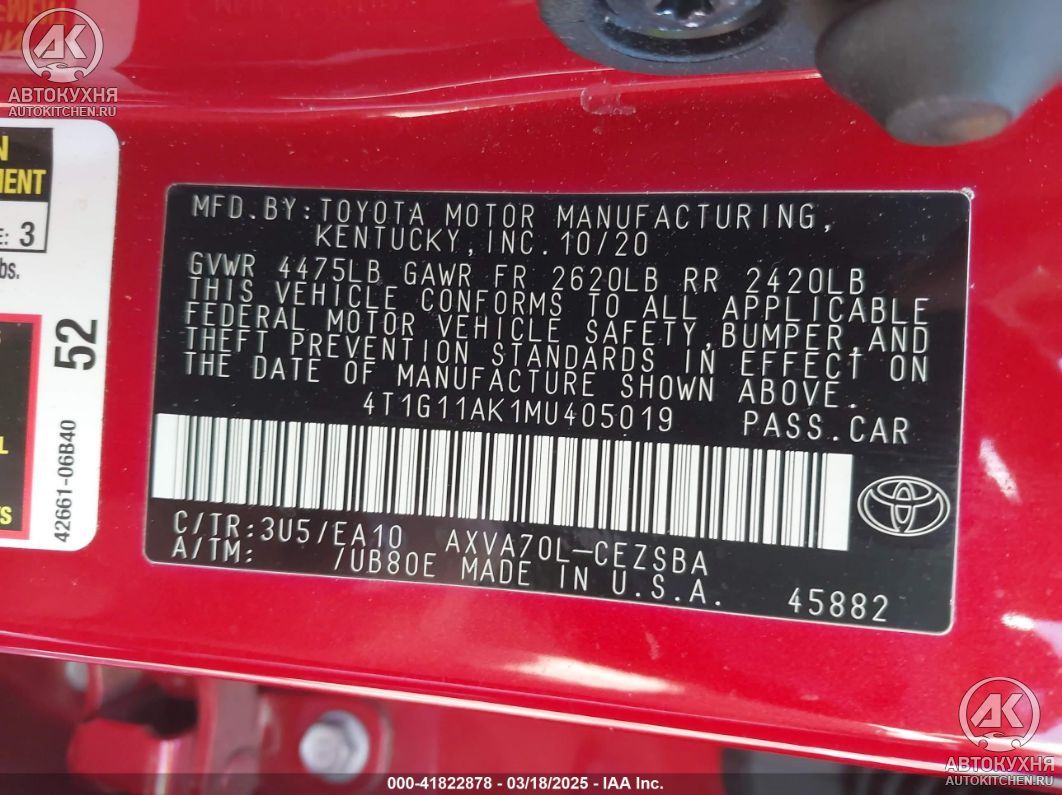 АВТОКУХНЯ
AUTOKITCHEN.RU
MENT
E: 3
bs.
52
42661-06B40
MFD.BY:TOYOTA MOTOR MANUFACTURING,
KENTUCKY,INC.10/20
GVWR 4475LB GAWR FR 2620LB RR 2420LB
THIS VEHICLE CONFORMS TO ALL APPLICABLE
FEDERAL MOTOR VEHICLE SAFETY,BUMPER,AND
THEFT PREVENTION STANDARDS IN EFFECT ON
THE DATE OF MANUFACTURE SHOWN ABOVE.
4T1G11AK1MU405019 PASS.CAR
C/TR:3U5/EA10 AXVA70L-CEZSBA
A/TM: /UB80E MADE IN U.S.A.
45882
АВТОКУХНЯ
AUTOKITCHEN.RU
000-41822878 - 03/18/2025 - IAA Inc.